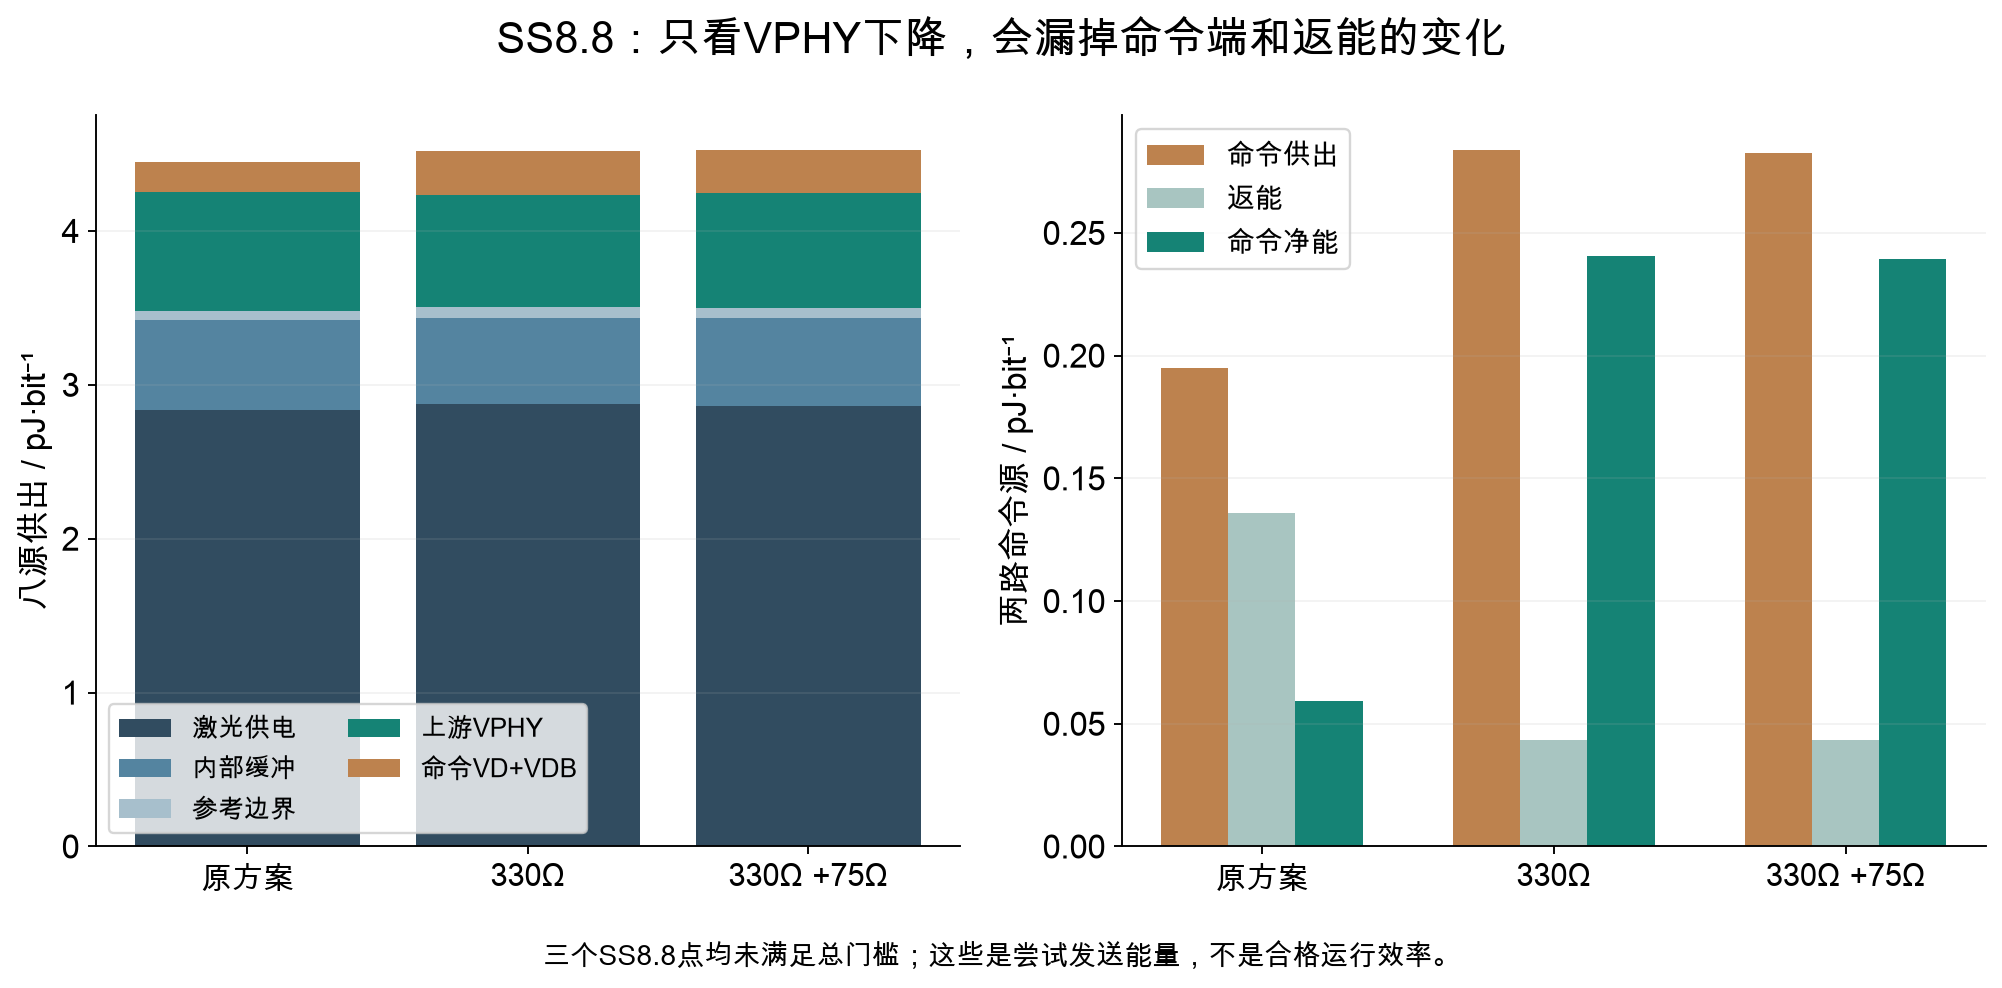 SS8.8：只看VPHY下降，会漏掉命令端和返能的变化
八源供出 / pJ·bit⁻¹
4
3
2
1
0
激光供电
内部缓冲
参考边界
上游VPHY
命令VD+VDB
原方案
330Ω
330Ω +75Ω
两路命令源 / pJ·bit⁻¹
0.25
0.20
0.15
0.10
0.05
0.00
命令供出
返能
命令净能
原方案
330Ω
330Ω +75Ω
三个SS8.8点均未满足总门槛；这些是尝试发送能量，不是合格运行效率。